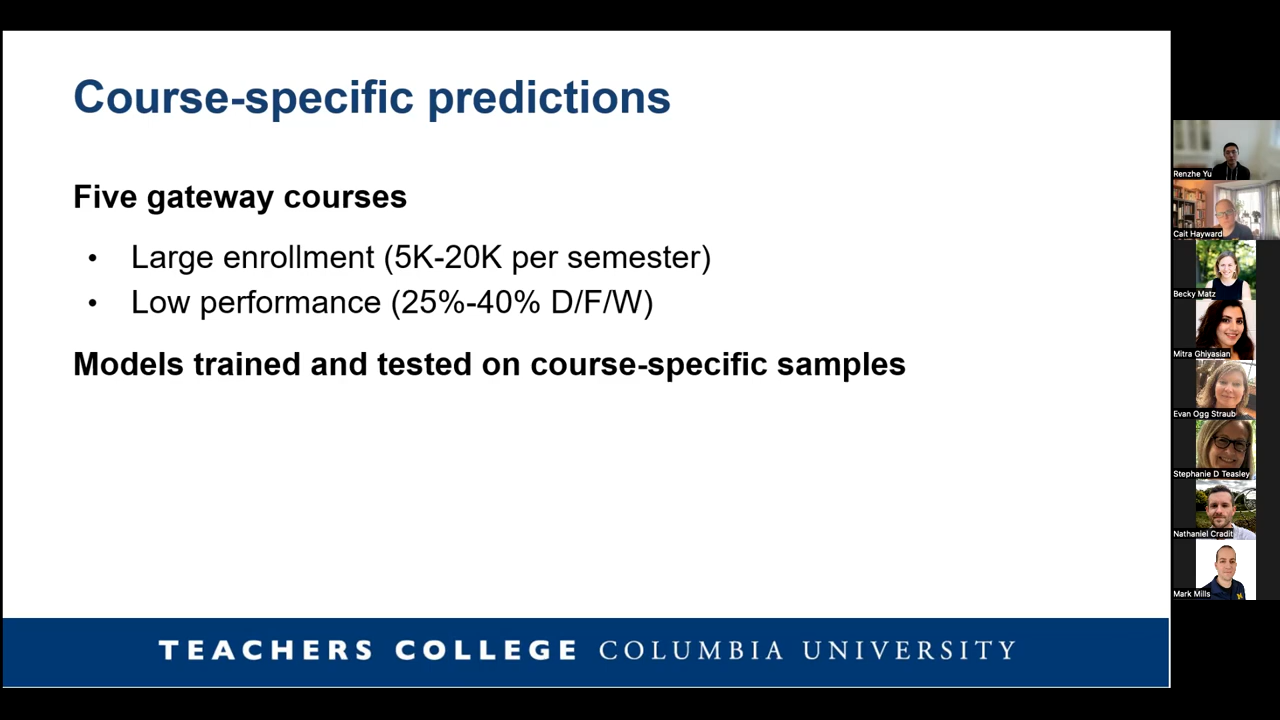 Course-specific predictions
Five gateway courses
• Large enrollment (5K-20K per semester)
• Low performance (25%-40% D/F/W)
Models trained and tested on course-specific samples
TEACHERS COLLEGE COLUMBIA UNIVERSITY
Renzhe Yu
Cait Hayward
Becky Matz
Mitra Ghiyasian
Evan Ogg Straub
Stephanie D Teasley
Nathaniel Cradit
Mark Mills